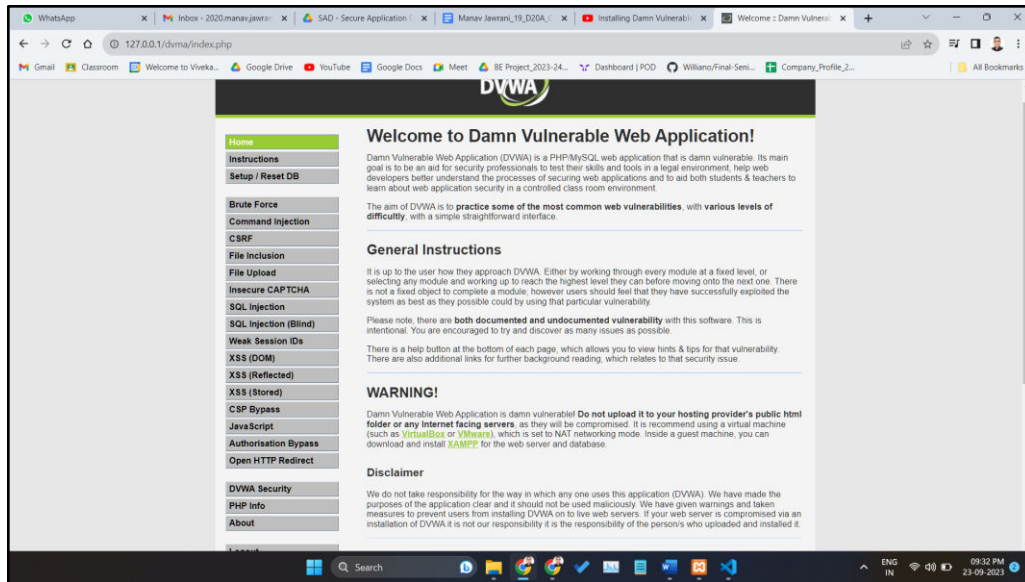 WhatsApp
Inbox - 2020.manav.jawran
SAD - Secure Application D
Manav Jawrani_19_D20A_C
Installing Damn Vulnerabl
Welcome :: Damn Vulneral
127.0.0.1/dvma/index.php
Gmail
Classroom
Welcome to Viveka...
Google Drive
YouTube
Google Docs
Meet
BE Project_2023-24...
Dashboard | POD
Williano/Final-Seni...
Company_Profile_2...
All Bookmarks
DVWA
Home
Instructions
Setup / Reset DB
Brute Force
Command Injection
CSRF
File Inclusion
File Upload
Insecure CAPTCHA
SQL Injection
SQL Injection (Blind)
Weak Session IDs
XSS (DOM)
XSS (Reflected)
XSS (Stored)
CSP Bypass
JavaScript
Authorisation Bypass
Open HTTP Redirect
DVWA Security
PHP Info
About
Logout
Welcome to Damn Vulnerable Web Application!
Damn Vulnerable Web Application (DVWA) is a PHP/MySQL web application that is damn vulnerable. Its main
goal is to be an aid for security professionals to test their skills and tools in a legal environment, help web
developers better understand the processes of securing web applications and to aid both students & teachers to
learn about web application security in a controlled class room environment.
The aim of DVWA is to practice some of the most common web vulnerabilities, with various levels of
difficultly, with a simple straightforward interface.
General Instructions
It is up to the user how they approach DVWA. Either by working through every module at a fixed level, or
selecting any module and working up to reach the highest level they can before moving onto the next one. There
is not a fixed object to complete a module; however users should feel that they have successfully exploited the
system as best as they possible could by using that particular vulnerability.
Please note, there are both documented and undocumented vulnerability with this software. This is
intentional. You are encouraged to try and discover as many issues as possible.
There is a help button at the bottom of each page, which allows you to view hints & tips for that vulnerability.
There are also additional links for further background reading, which relates to that security issue.
WARNING!
Damn Vulnerable Web Application is damn vulnerable! Do not upload it to your hosting provider's public html
folder or any Internet facing servers, as they will be compromised. It is recommend using a virtual machine
(such as VirtualBox or VMware), which is set to NAT networking mode. Inside a guest machine, you can
download and install XAMPP for the web server and database.
Disclaimer
We do not take responsibility for the way in which any one uses this application (DVWA). We have made the
purposes of the application clear and it should not be used maliciously. We have given warnings and taken
measures to prevent users from installing DVWA on to live web servers. If your web server is compromised via an
installation of DVWA it is not our responsibility it is the responsibility of the person/s who uploaded and installed it.
Search
ENG
IN
09:32 PM
23-09-2023